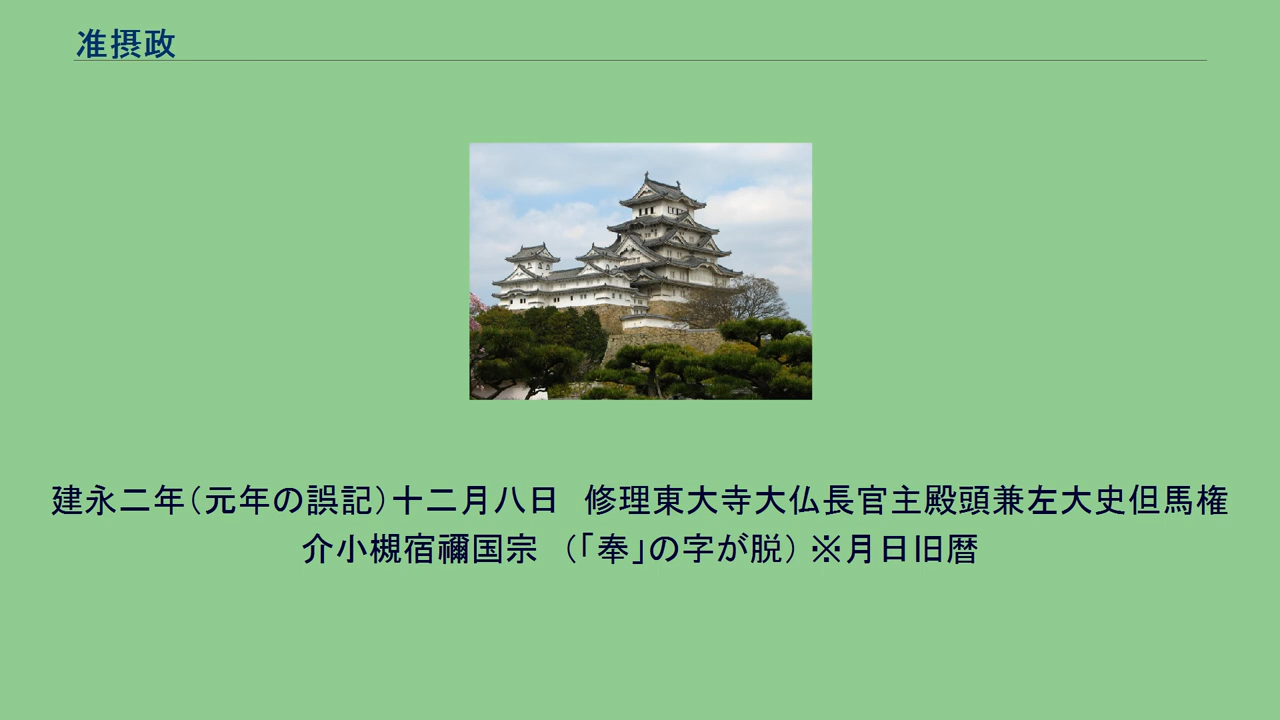 准摂政
建永二年（元年の誤記）十二月八日　修理東大寺大仏長官主殿頭兼左大史但馬権
介小槻宿禰国宗　（「奉」の字が脱） ※月日旧暦